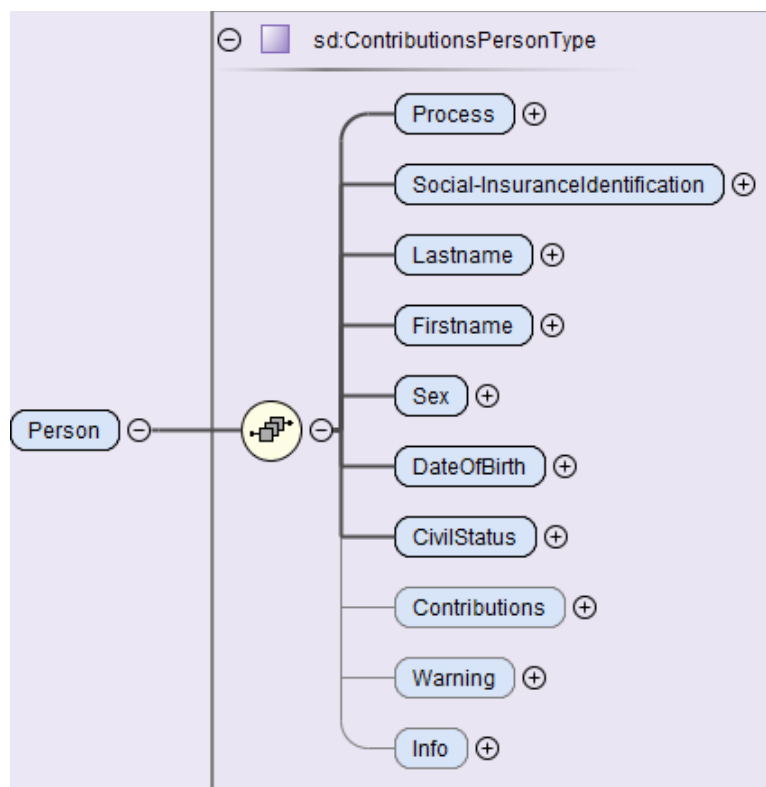 sd:ContributionsPersonType
Process
Social-InsuranceIdentification
Lastname
Firstname
Sex
Person
DateOfBirth
CivilStatus
Contributions
Warning
Info